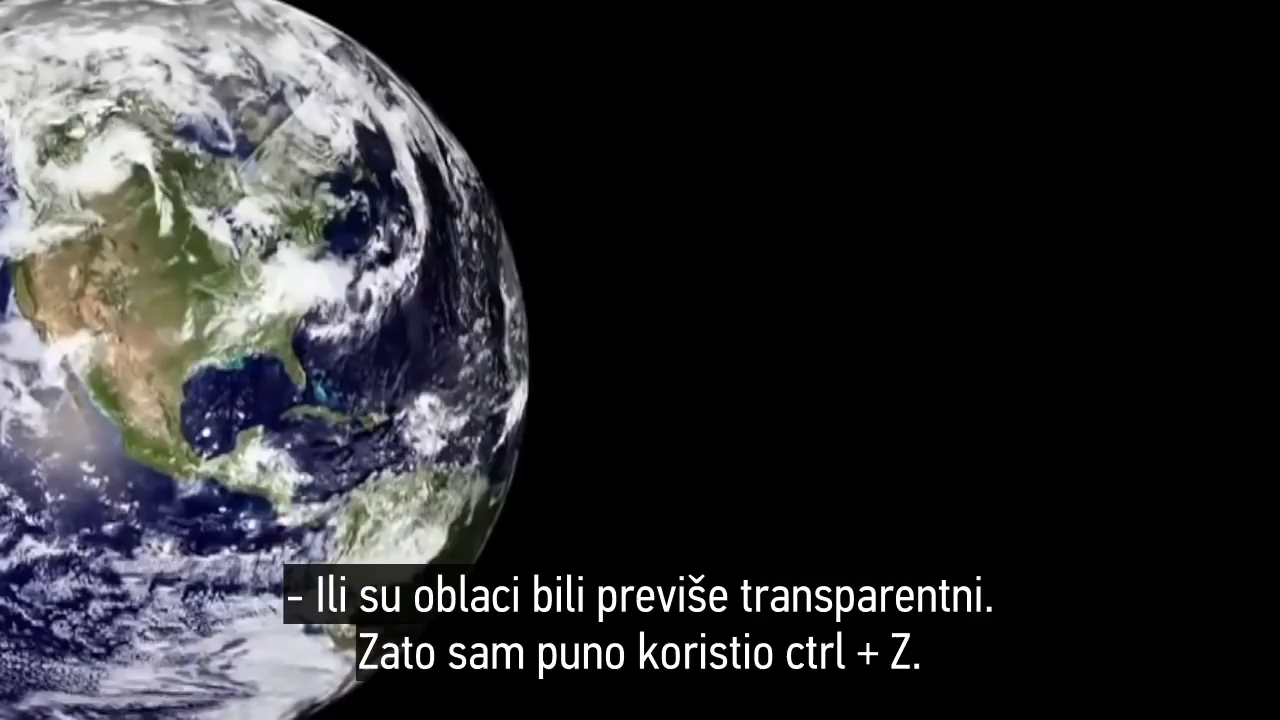 - Ili su oblaci bili previše transparentni.
Zato sam puno koristio ctrl + Z.